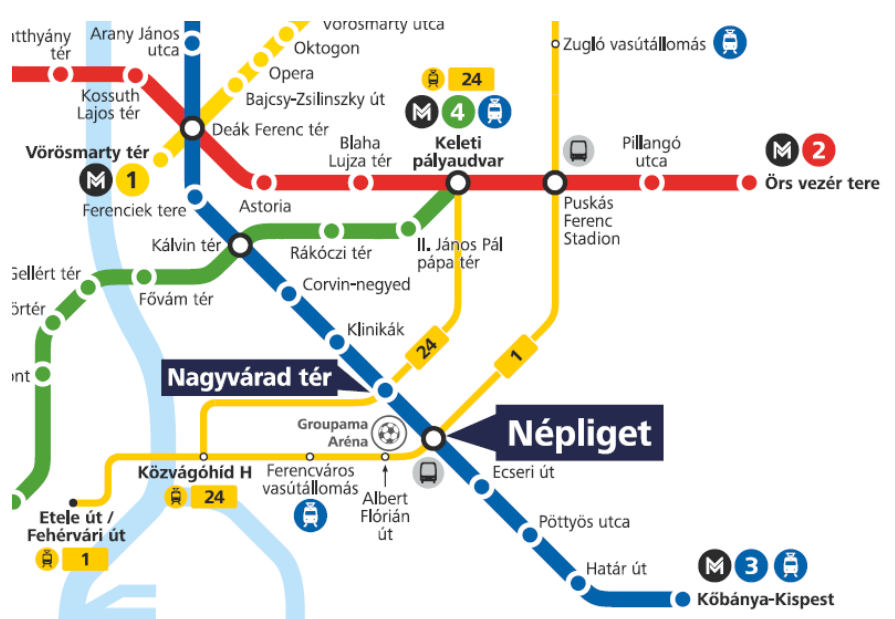 Vörösmarty utca
Arany János
utca
Oktogon
Zugló vasútállomás
tér
Opera
24
Kossuth
Lajos tér
Bajcsy-Zsilinszky út
M 4
Deák Ferenc tér
Blaha
Lujza tér
Keleti
pályaudvar
Pillangó
utca
M 2
Vörösmarty tér
M 1
Örs vezér tere
Ferenciek tere
Astoria
Puskás
Ferenc
Stadion
Kálvin tér
Rákóczi tér
II. János Pál
pápa tér
Gellért tér
Fővám tér
Corvin-negyed
Klinikák
24
1
Nagyvárad tér
Groupama
Aréna
Népliget
Közvágóhíd H
24
Ferencváros
vasútállomás
Albert
Flórián
út
Ecseri út
Etele út /
Fehérvári út
1
Pöttyös utca
Határ út
M 3
Kőbánya-Kispest